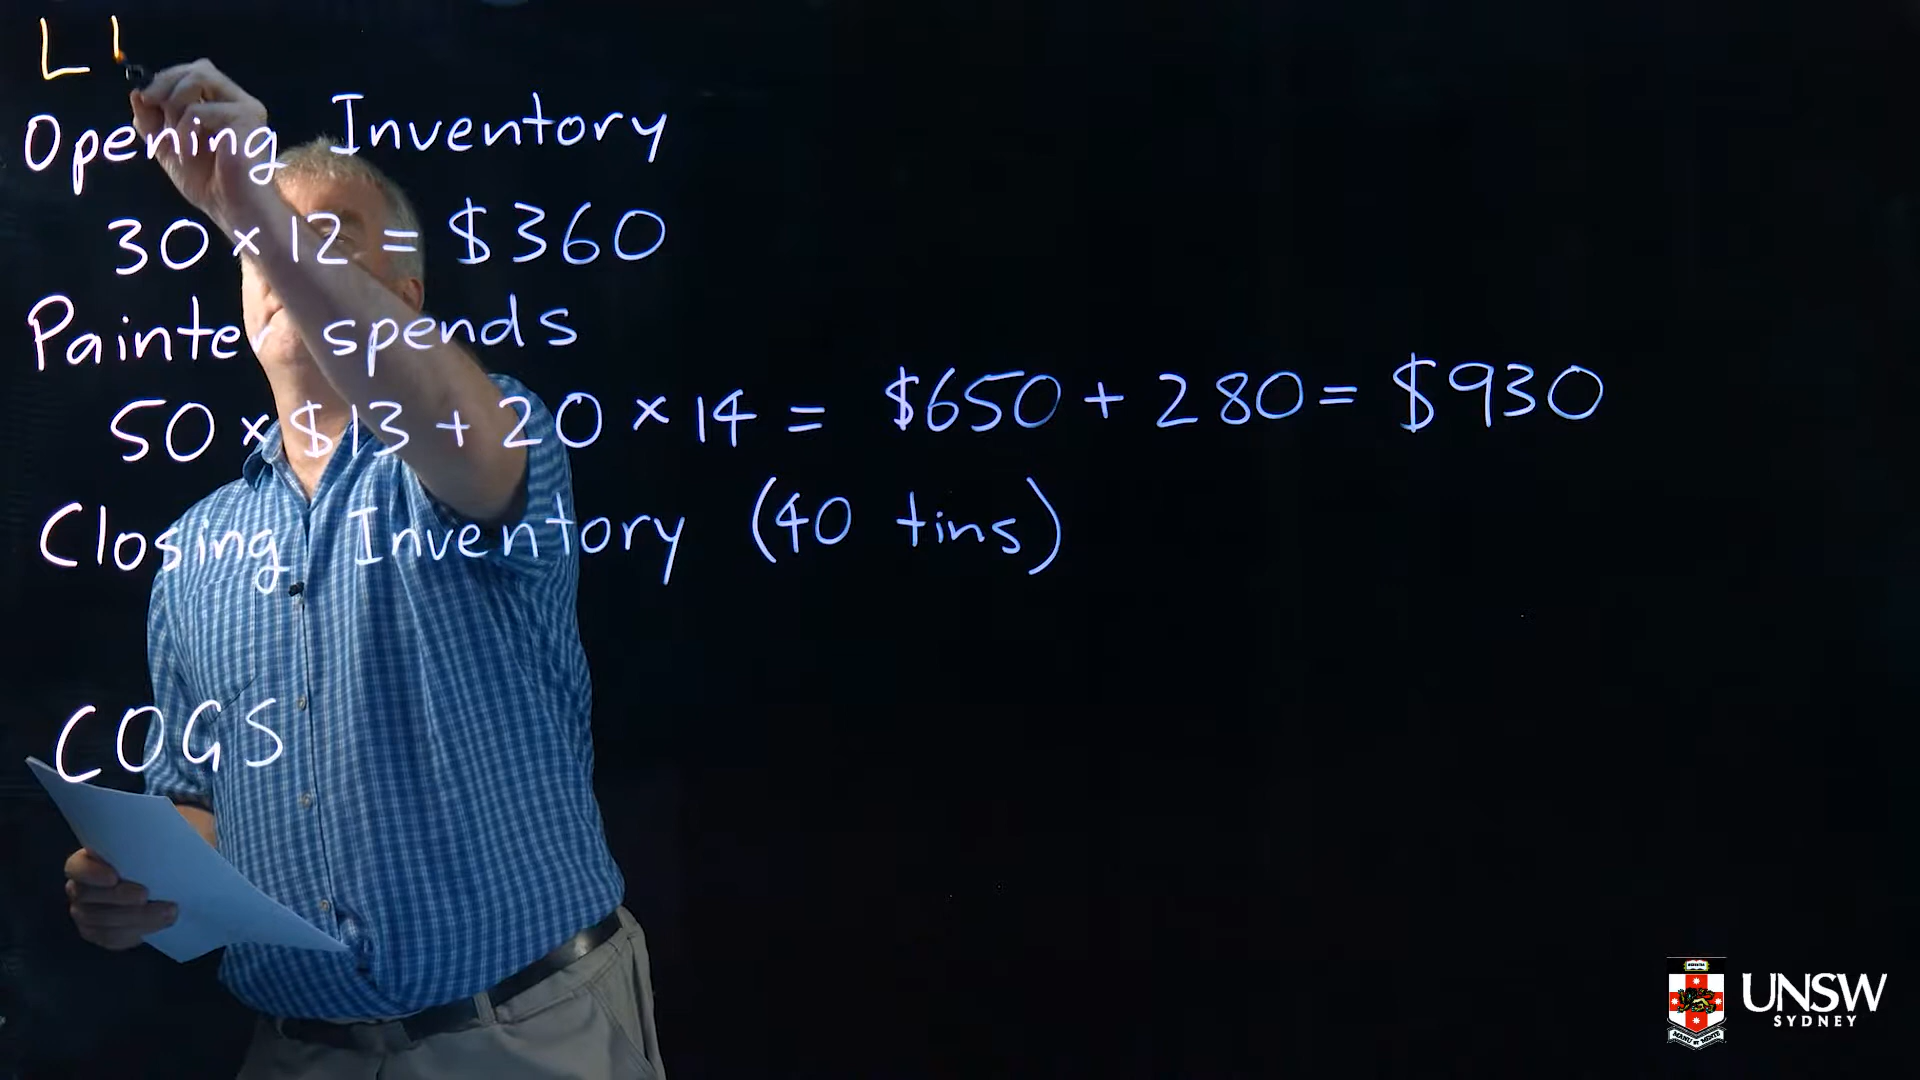 LI
Opening Inventory
30 × 12 = $360
Painter spends
50 × $13 + 20 × 14 = $650 + 280 = $930
Closing Inventory (40 tins)
COGS
UNSW
SYDNEY